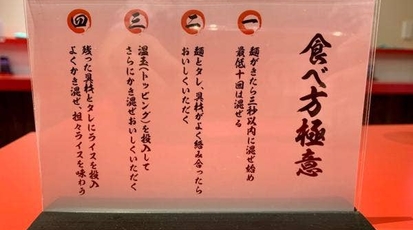 食べ方極意
一
麺がきたら三秒以内に混ぜ始め
最低十回は混ぜる
二
麺とタレ、具材がよく絡み合ったら
おいしくいただく
三
温玉(トッピング)を投入して
さらにかき混ぜおいしくいただく
四
残った具材とタレにライスを投入
よくかき混ぜ、担々ライスを味わう